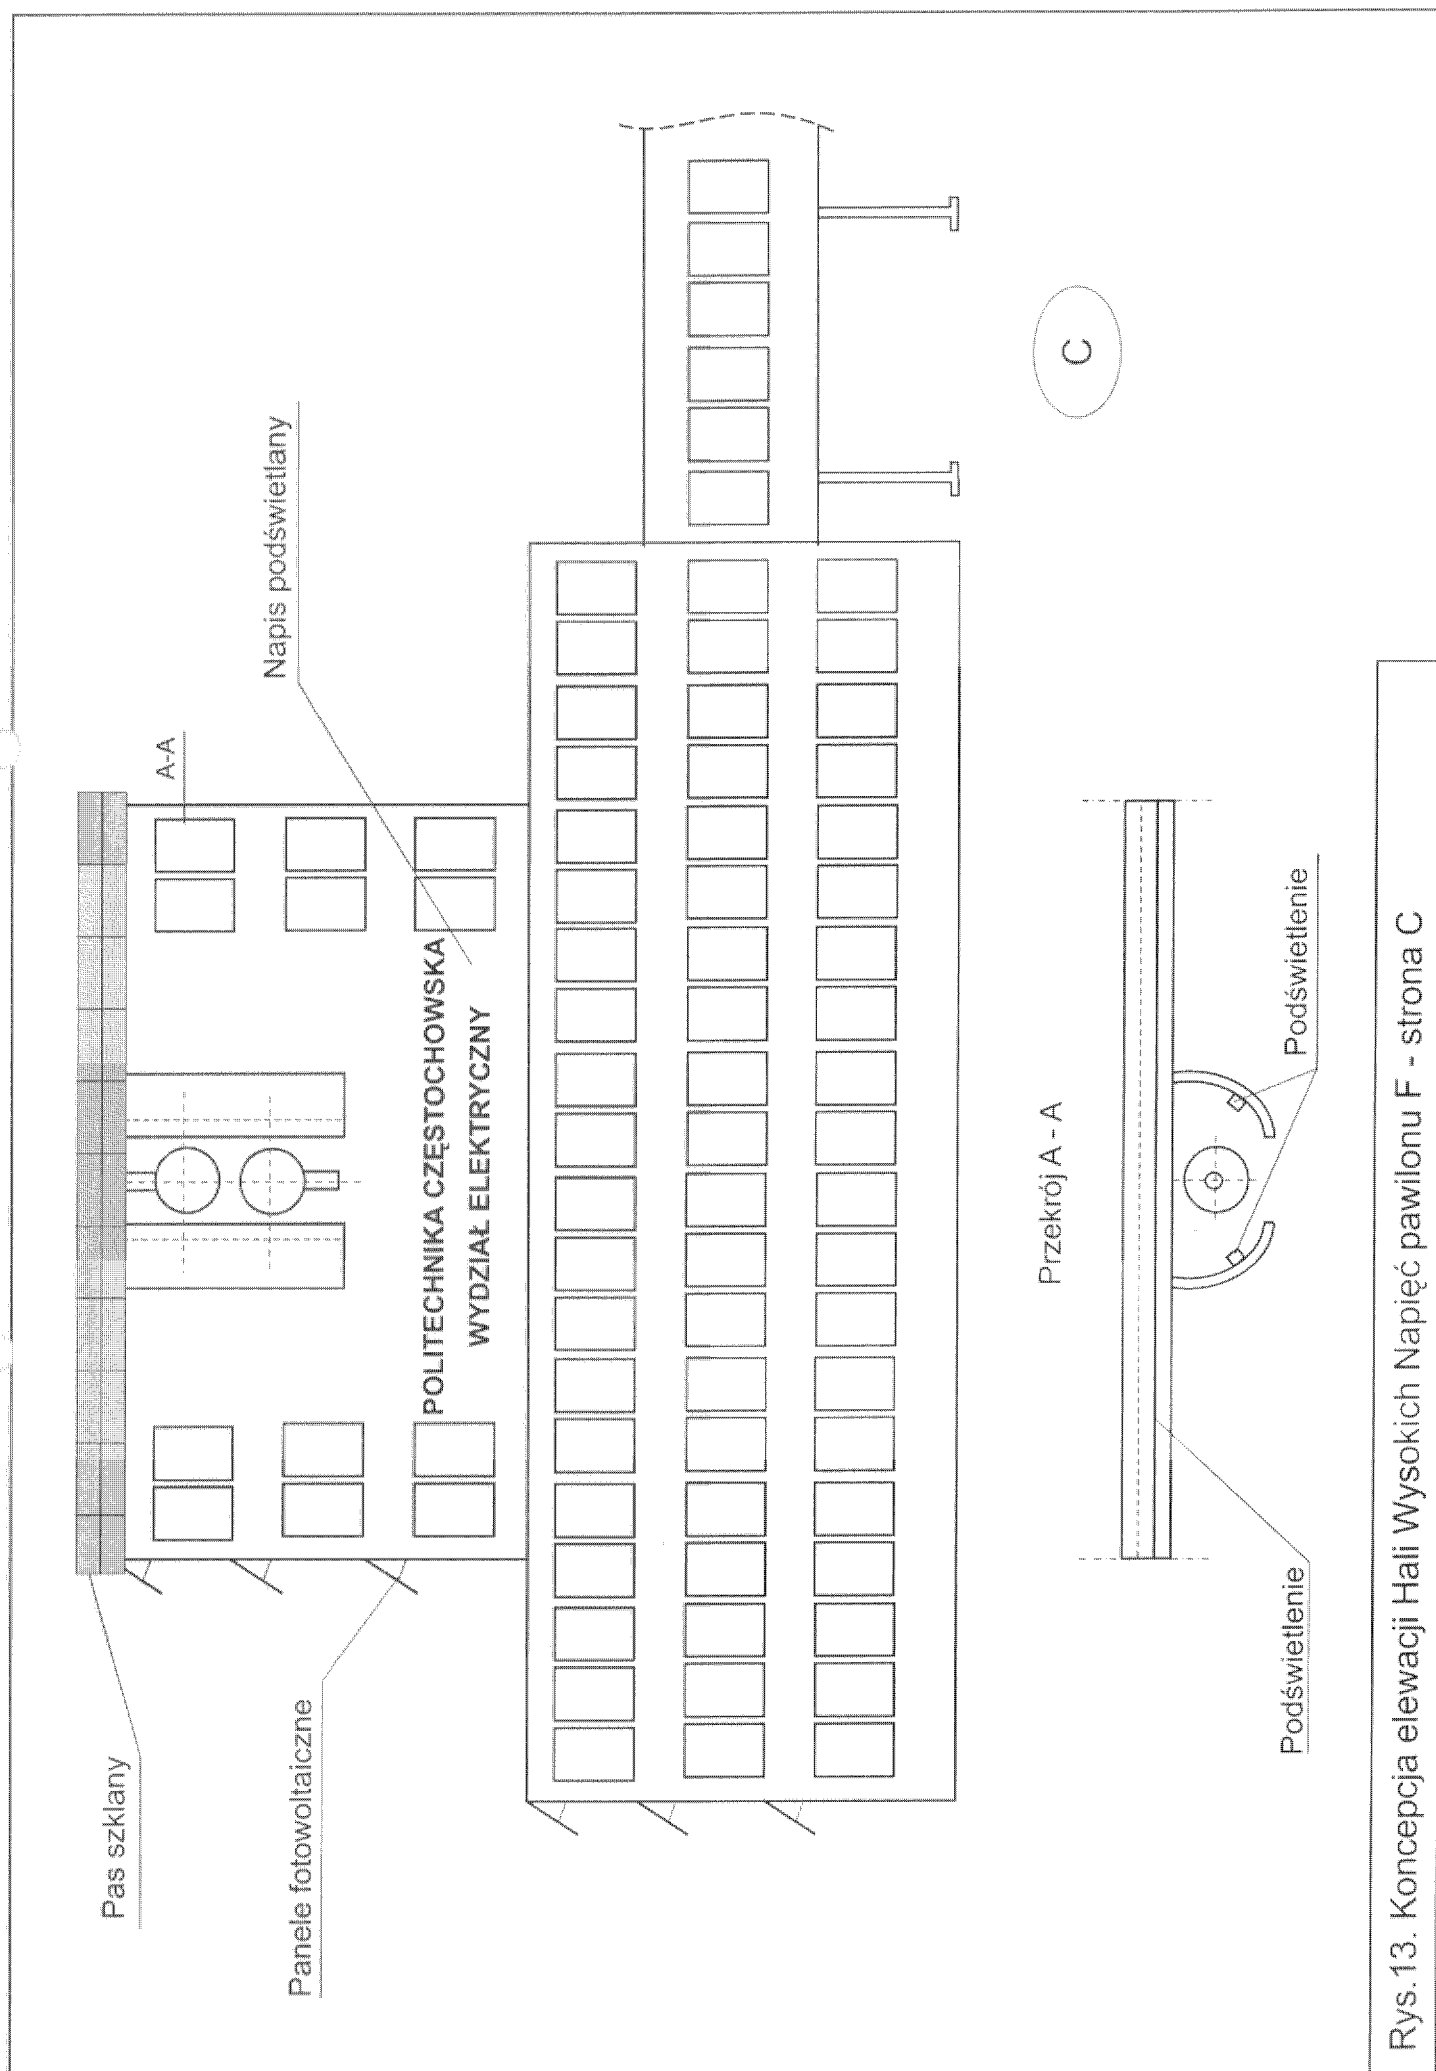 Pas szklany
A-A
Napis podświetlany
Panele fotowoltaiczne
POLITECHNIKA CZĘSTOCHOWSKA
WYDZIAŁ ELEKTRYCZNY
Przekrój A - A
C
Podświetlenie
Podświetlenie
Rys.13. Koncepcja elewacji Hali Wysokich Napięć pawilonu F - strona C